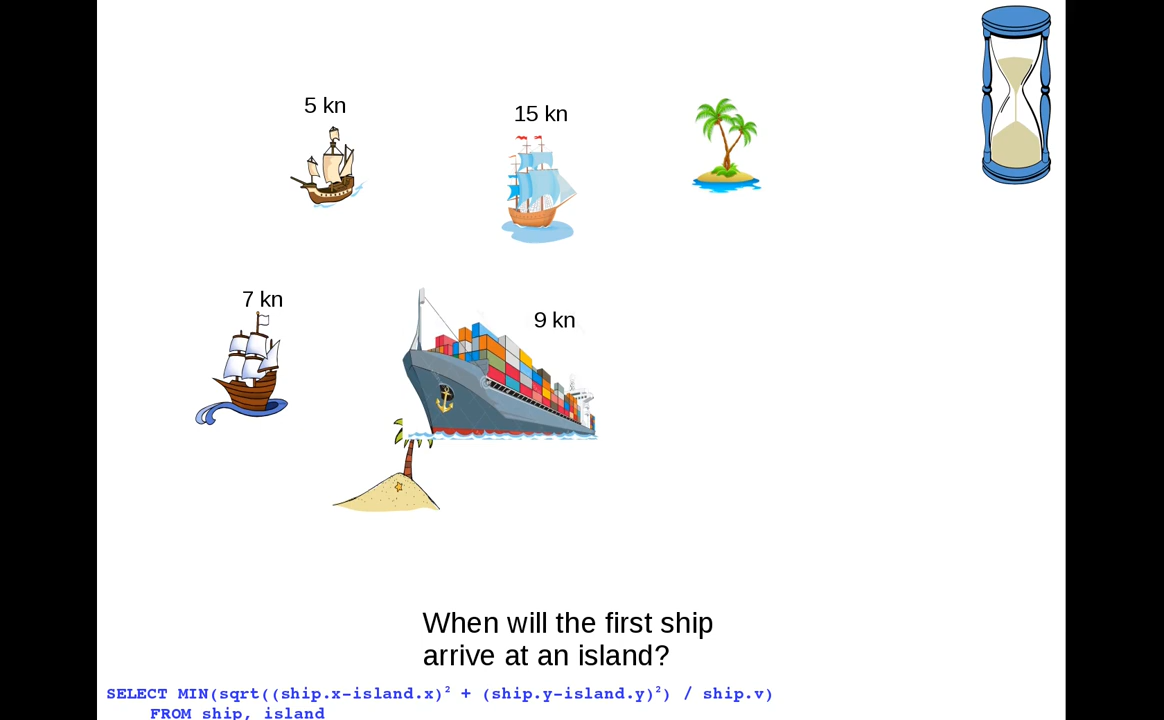 5 kn
15 kn
7 kn
9 kn
When will the first ship
arrive at an island?
SELECT MIN(sqrt((ship.x-island.x)² + (ship.y-island.y)²) / ship.v)
FROM ship, island